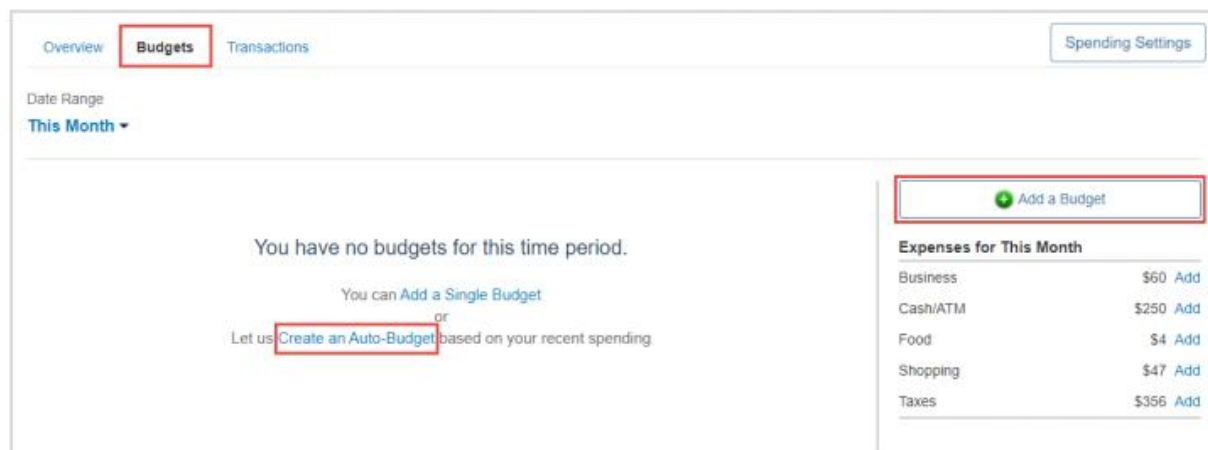 Overview Budgets Transactions Spending Settings
Date Range
This Month
Add a Budget
You have no budgets for this time period.
You can Add a Single Budget
or
Let us Create an Auto-Budget based on your recent spending
Expenses for This Month
Business $60 Add
Cash/ATM $250 Add
Food $4 Add
Shopping $47 Add
Taxes $356 Add